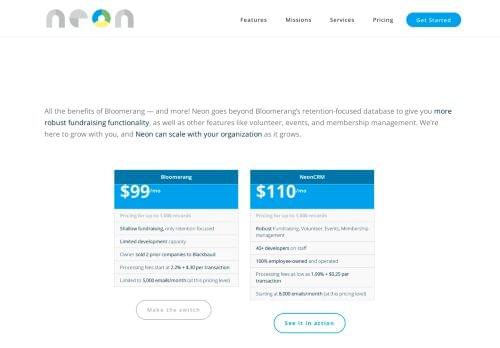 neon
Features Missions Services Pricing Get Started
All the benefits of Bloomerang — and more! Neon goes beyond Bloomerang's retention-focused database to give you more
robust fundraising functionality, as well as other features like volunteer, events, and membership management. We're
here to grow with you, and Neon can scale with your organization as it grows.
Bloomerang
$99/mo
Pricing for up to 1,000 records
Shallow fundraising, only retention focused
Limited development capacity
Owner sold 2 prior companies to Blackbaud
Processing fees start at 2.2% + $.30 per transaction
Limited to 5,000 emails/month (at this pricing level)
Make the switch
NeonCRM
$110/mo
Pricing for up to 1,000 records
Robust Fundraising, Volunteer, Events, Membership
management
40+ developers on staff
100% employee-owned and operated
Processing fees as low as 1.99% + $0.25 per
transaction
Starting at 8,000 emails/month (at this pricing level)
See it in action